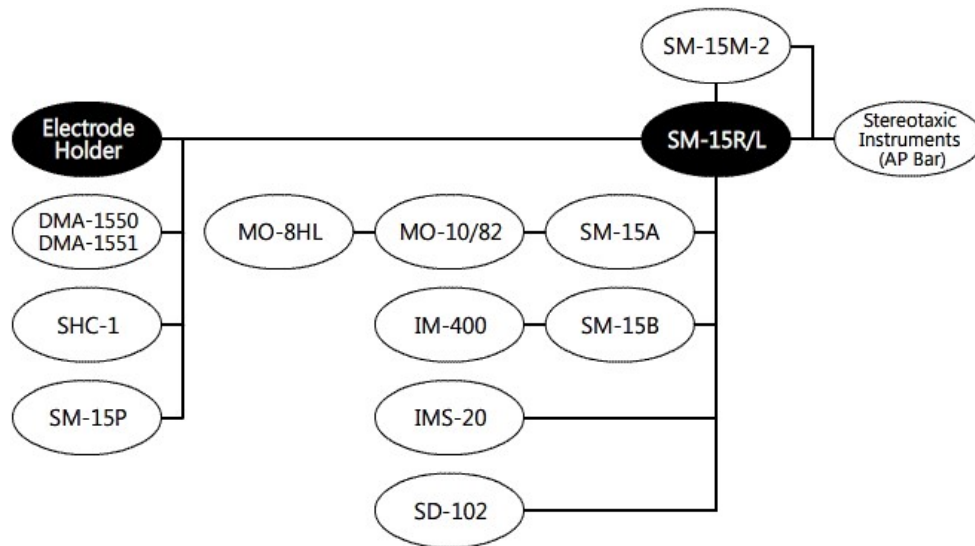 SM-15M-2
Electrode
Holder
SM-15R/L
Stereotaxic
Instruments
(AP Bar)
DMA-1550
DMA-1551
MO-8HL
MO-10/82
SM-15A
SHC-1
IM-400
SM-15B
SM-15P
IMS-20
SD-102